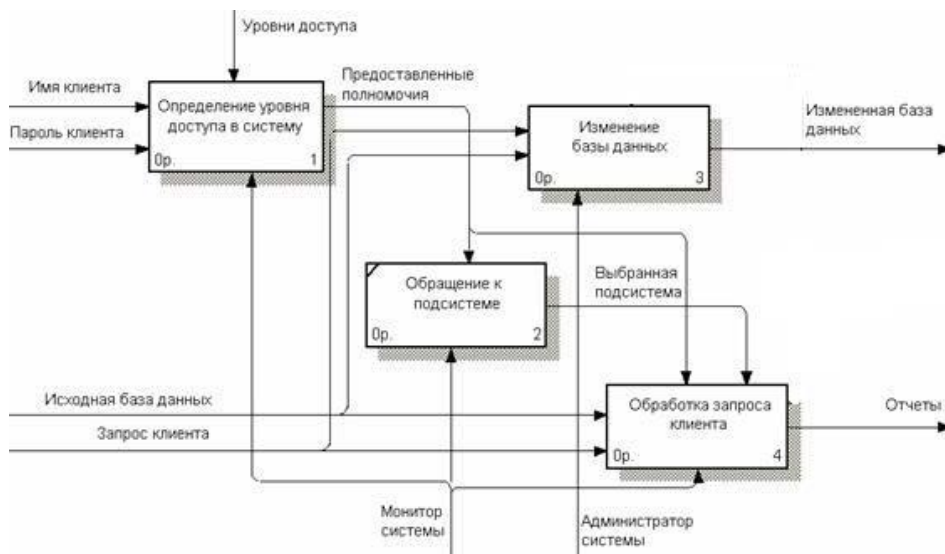 Уровни доступа
Имя клиента
Пароль клиента
Определение уровня
доступа в систему
0р.
1
Предоставленные
полномочия
Изменение
базы данных
0р.
3
Измененная база
данных
Обращение к
подсистеме
0р.
2
Выбранная
подсистема
Исходная база данных
Запрос клиента
Обработка запроса
клиента
0р.
4
Отчеты
Монитор
системы
Администратор
системы